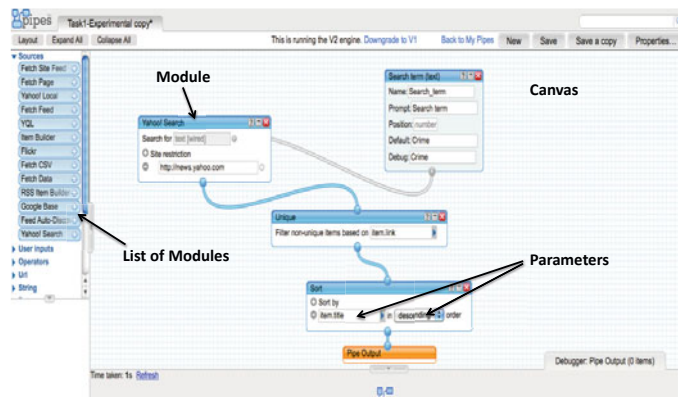 pipes Task1-Experimental copy*
Layout Expand All Collapse All This is running the V2 engine. Downgrade to V1 Back to My Pipes New Save Save a copy Properties...
Sources
Fetch Site Feed
Fetch Page
Yahoo! Local
Fetch Feed
YQL
Item Builder
Flickr
Fetch CSV
Fetch Data
RSS Item Builder
Google Base
Feed Auto-Disco
Yahoo! Search
User inputs
Operators
Url
String
List of Modules
Module
Yahoo! Search
Search for text [wired]
Site restriction
http://news.yahoo.com
Search term (text)
Name: Search_term
Prompt: Search term
Position: number
Default: Crime
Debug: Crime
Canvas
Unique
Filter non-unique items based on item.link
Parameters
Sort
Sort by
item.title in descending order
Pipe Output
Debugger: Pipe Output (0 items)
Time taken: 1s Refresh